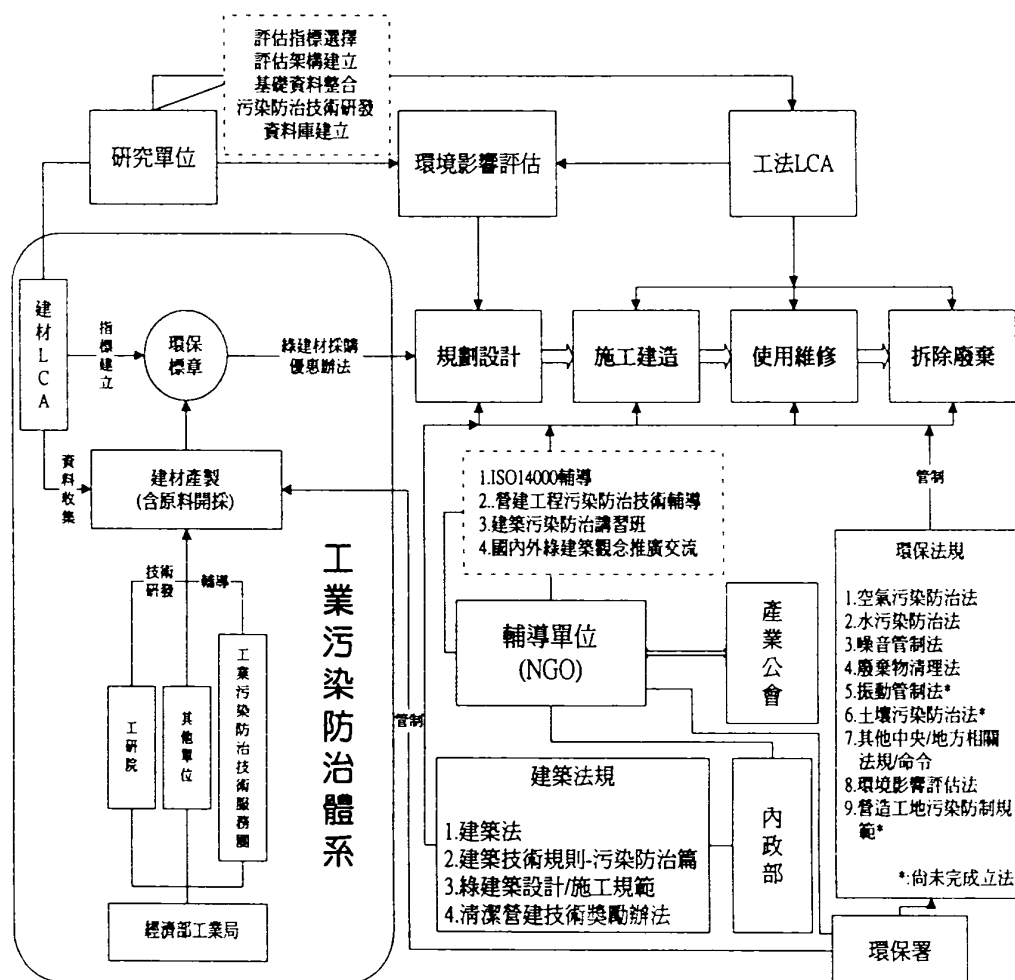 評估指標選擇
評估架構建立
基礎資料整合
污染防治技術研發
資料庫建立
研究單位
環境影響評估
工法LCA
建材LCA
指標建立
環保
標章
綠建材採購
優惠辦法
規劃設計
施工建造
使用維修
拆除廢棄
資料收集
建材產製
(含原料開採)
管制
1.ISO14000輔導
2..營建工程污染防治技術輔導
3.建築污染防治講習班
4.國內外綠建築觀念推廣交流
技術
研發
輔導
工業污染防治體系
輔導單位
(NGO)
產業公會
環保法規
1.空氣污染防治法
2.水污染防治法
3.噪音管制法
4.廢棄物清理法
5.振動管制法*
6.土壤污染防治法*
7.其他中央/地方相關
法規/命令
8.環境影響評估法
9.營造工地污染防制規
範*
*:尚未完成立法
工研院
其他單位
工業污染防治技術服務團
管制
建築法規
1.建築法
2.建築技術規則-污染防治篇
3.綠建築設計/施工規範
4.清潔營建技術獎勵辦法
內政部
經濟部工業局
環保署